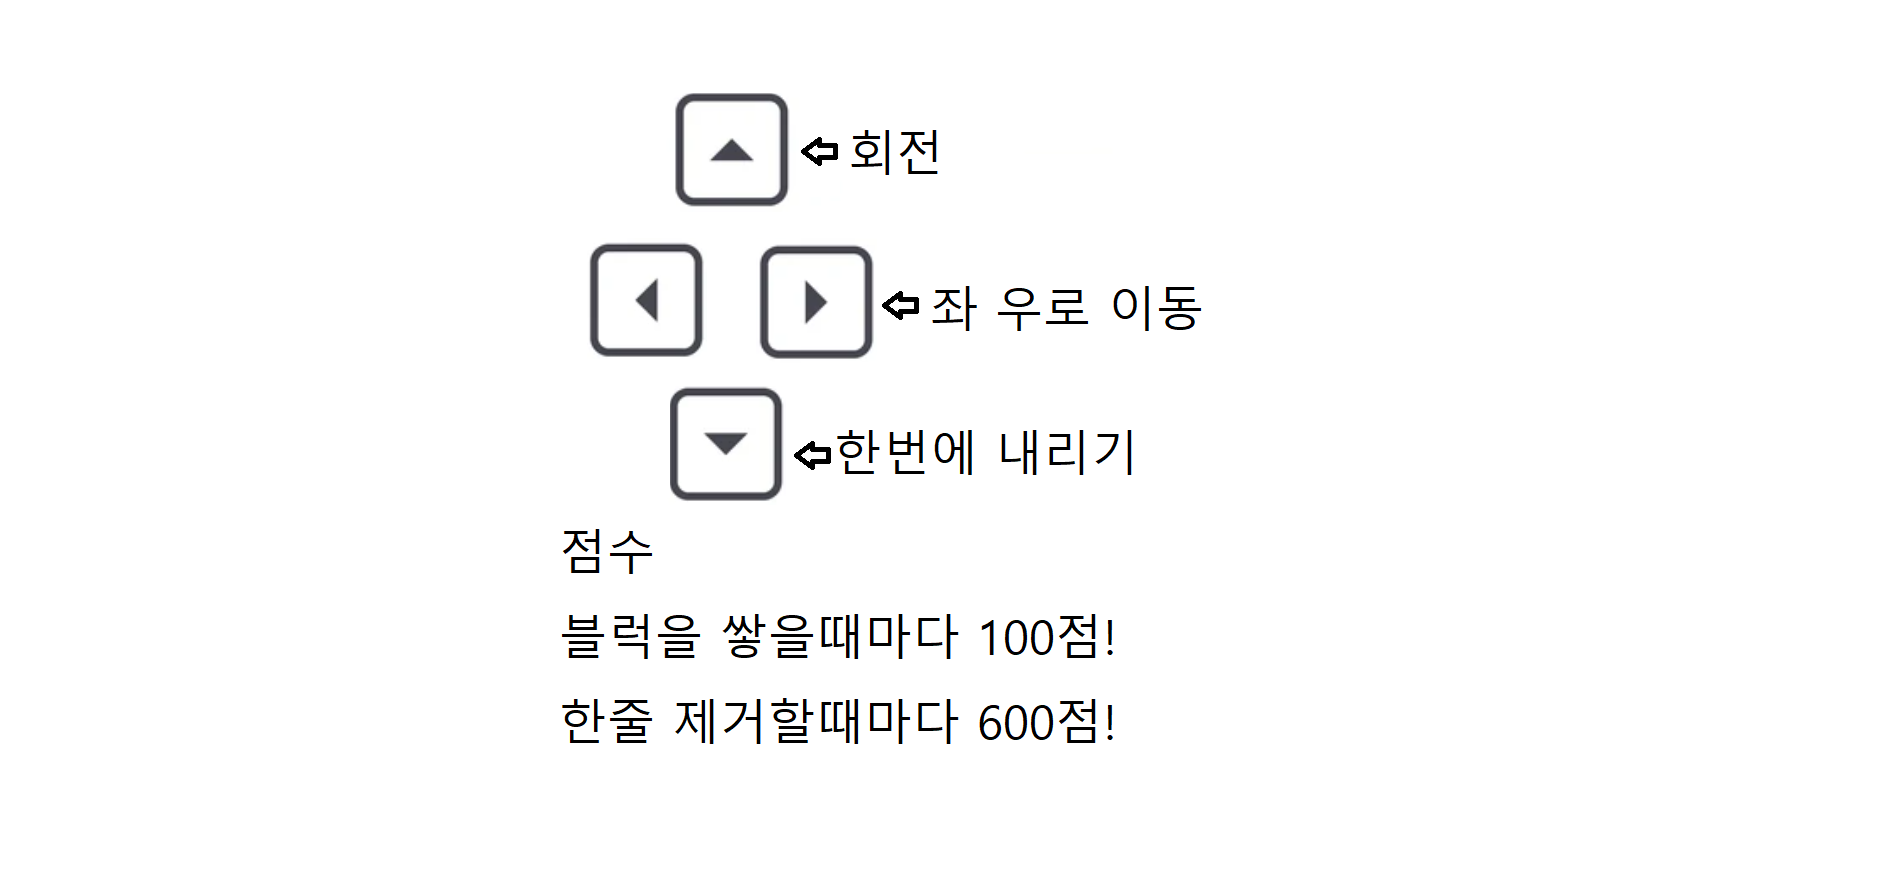 회전
좌 우로 이동
한번에 내리기
점수
블럭을 쌓을때마다 100점!
한줄 제거할때마다 600점!